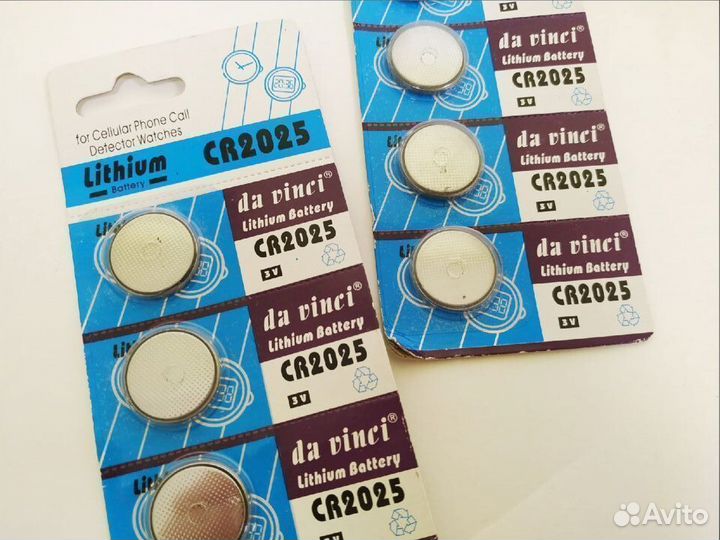 for Cellular Phone Call
Detector Watches
Lithium
Battery
CR2025
da vinci®
Lithium Battery
CR2025
3V
da vinci®
Lithium Battery
CR2025
3V
da vinci®
Lithium Battery
CR2025
3V
da vinci®
Lithium Battery
CR2025
3V
da vinci®
Lithium Battery
CR2025
3V
da vinci®
Lithium Battery
CR2025
3V
Avito